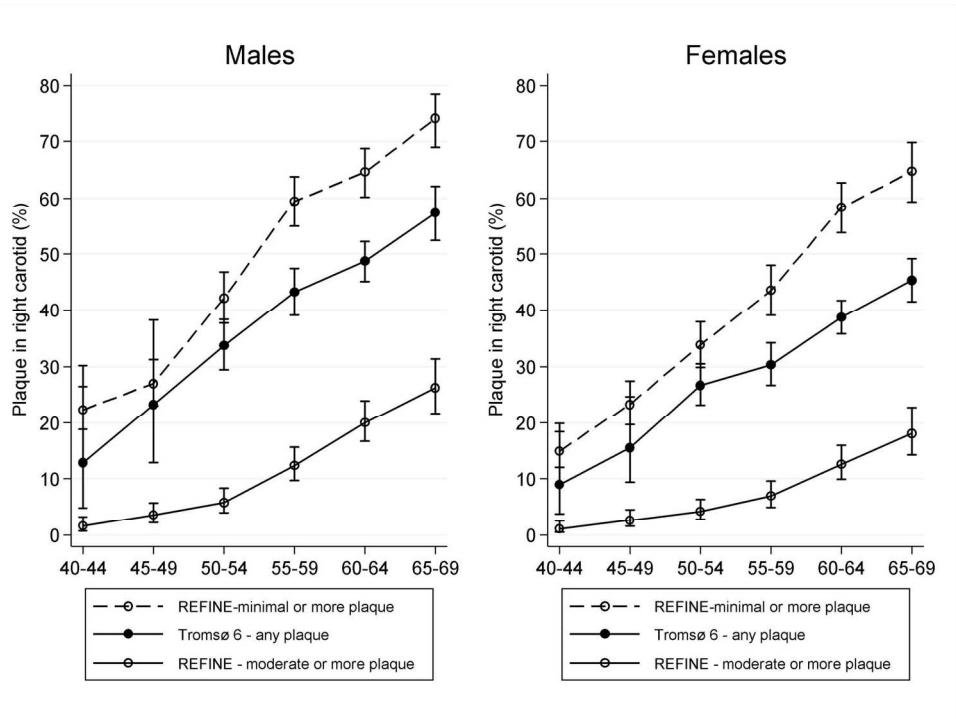 Males
Plaque in right carotid (%)
80
70
60
50
40
30
20
10
0
40-44 45-49 50-54 55-59 60-64 65-69
REFINE-minimal or more plaque
Tromsø 6 - any plaque
REFINE - moderate or more plaque
Females
Plaque in right carotid (%)
80
70
60
50
40
30
20
10
0
40-44 45-49 50-54 55-59 60-64 65-69
REFINE-minimal or more plaque
Tromsø 6 - any plaque
REFINE - moderate or more plaque